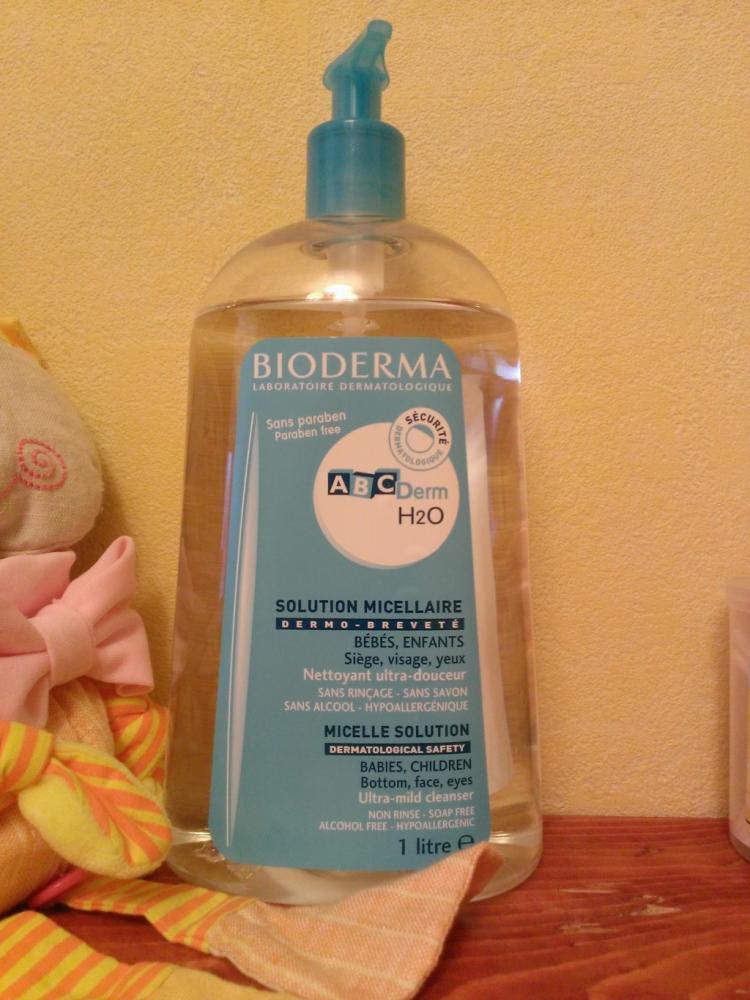 BIODERMA
LABORATOIRE DERMATOLOGIQUE
Sans paraben
Paraben free
SÉCURITÉ
DERMATOLOGIQUE
ABCDerm
H2O
SOLUTION MICELLAIRE
DERMO-BREVETÉ
BÉBÉS, ENFANTS
Siège, visage, yeux
Nettoyant ultra-douceur
SANS RINÇAGE - SANS SAVON
SANS ALCOOL - HYPOALLERGÉNIQUE
MICELLE SOLUTION
DERMATOLOGICAL SAFETY
BABIES, CHILDREN
Bottom, face, eyes
Ultra-mild cleanser
NON RINSE - SOAP FREE
ALCOHOL FREE - HYPOALLERGENIC
1 litre ℮